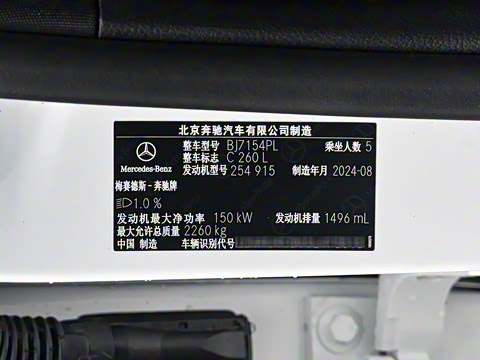 北京奔驰汽车有限公司制造
整车型号 BJ7154PL 乘坐人数 5
整车标志 C 260 L
Mercedes-Benz 发动机型号 254 915 制造年月 2024-08
梅赛德斯-奔驰牌
1.0 %
发动机最大净功率 150 kW 发动机排量 1496 mL
最大允许总质量 2260 kg
中国 制造 车辆识别代号